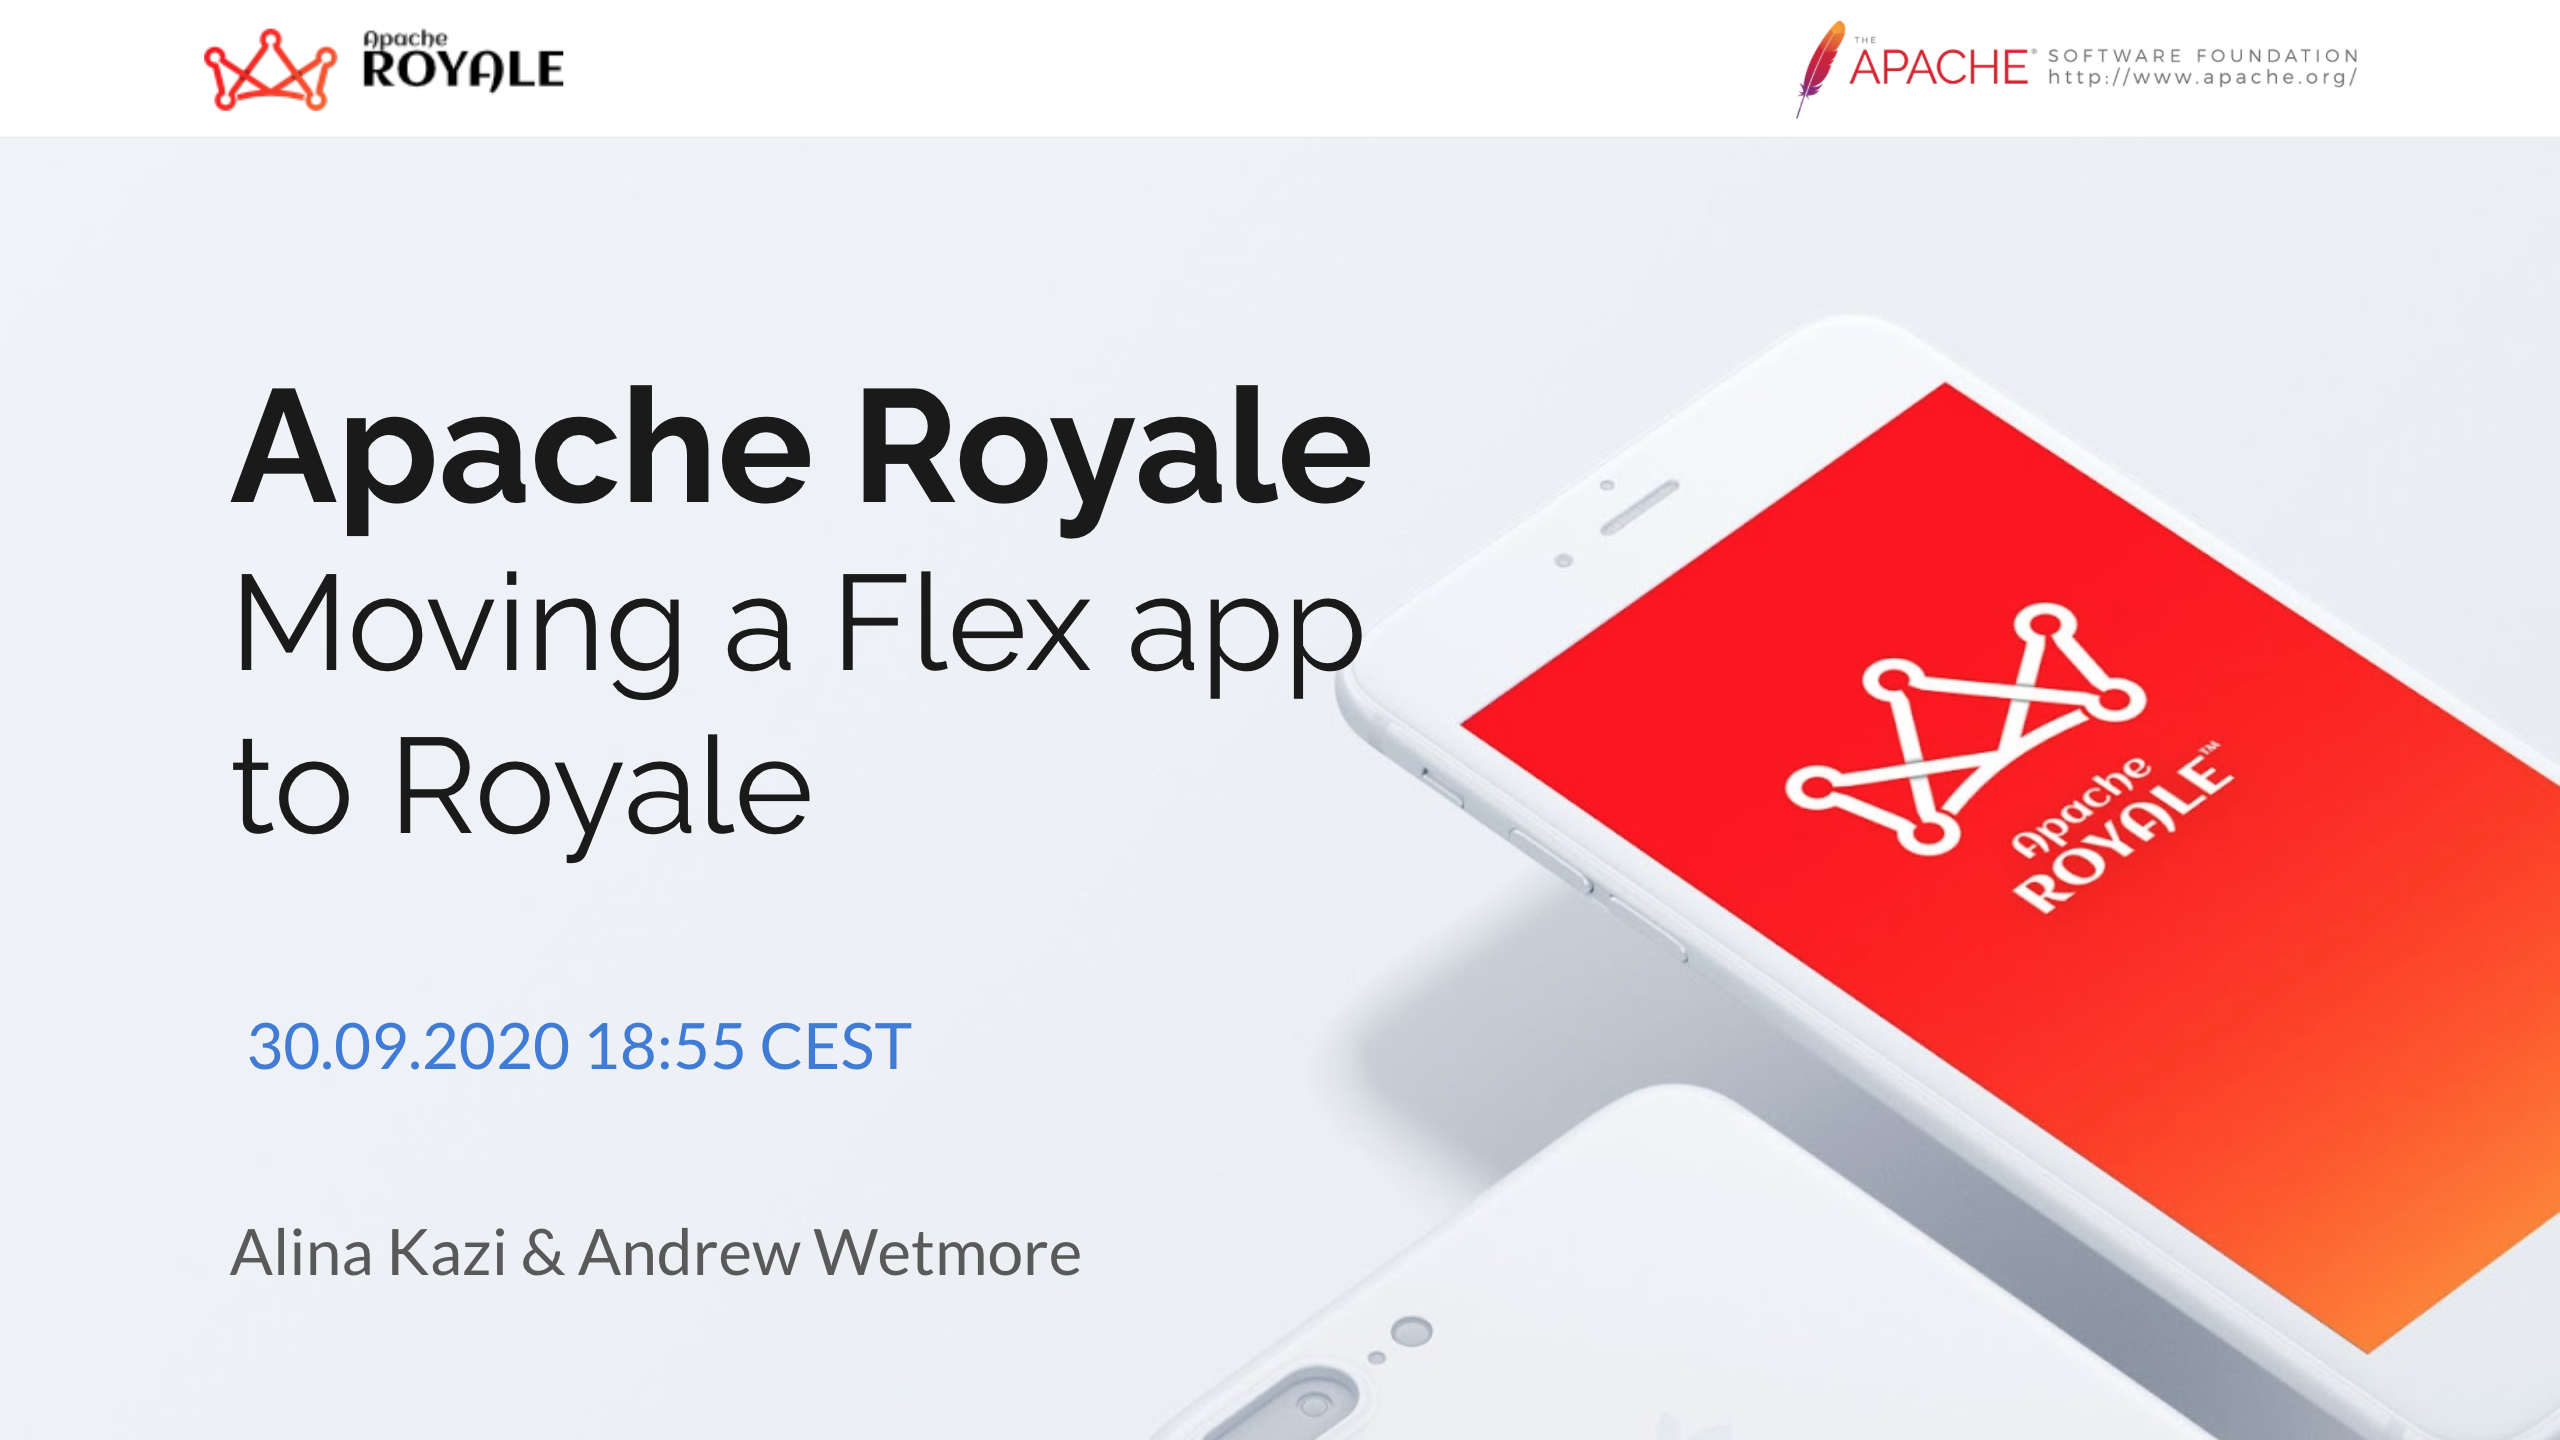 Apache
ROYALE
THE
APACHE® SOFTWARE FOUNDATION
http://www.apache.org/
Apache Royale
Moving a Flex app
to Royale
Apache
ROYALE™
30.09.2020 18:55 CEST
Alina Kazi & Andrew Wetmore